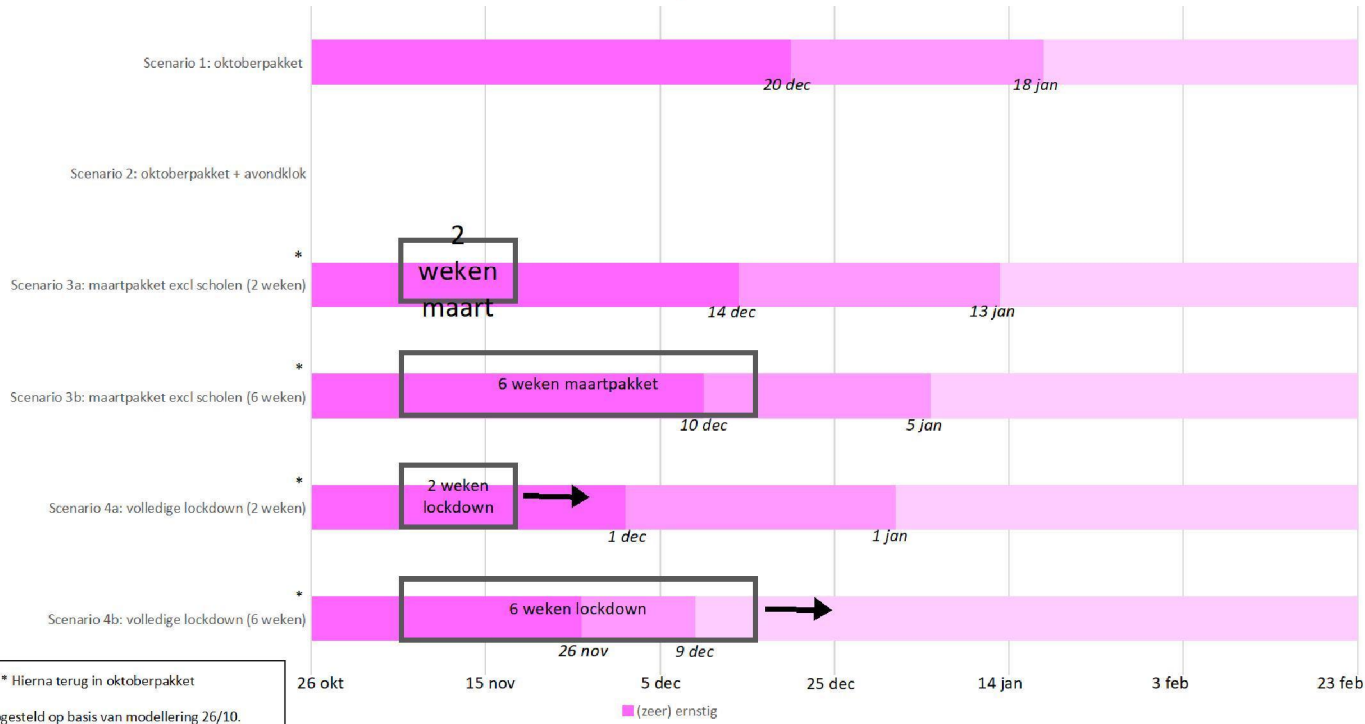 Scenario 1: oktoberpakket
20 dec
18 jan
Scenario 2: oktoberpakket + avondklok
*
2
weken
maart
Scenario 3a: maartpakket excl scholen (2 weken)
14 dec
13 jan
*
6 weken maartpakket
Scenario 3b: maartpakket excl scholen (6 weken)
10 dec
5 jan
*
2 weken
lockdown
Scenario 4a: volledige lockdown (2 weken)
1 dec
1 jan
*
6 weken lockdown
Scenario 4b: volledige lockdown (6 weken)
26 nov
9 dec
* Hierna terug in oktoberpakket
26 okt
15 nov
5 dec
25 dec
14 jan
3 feb
23 feb
gesteld op basis van modellering 26/10.
(zeer) ernstig